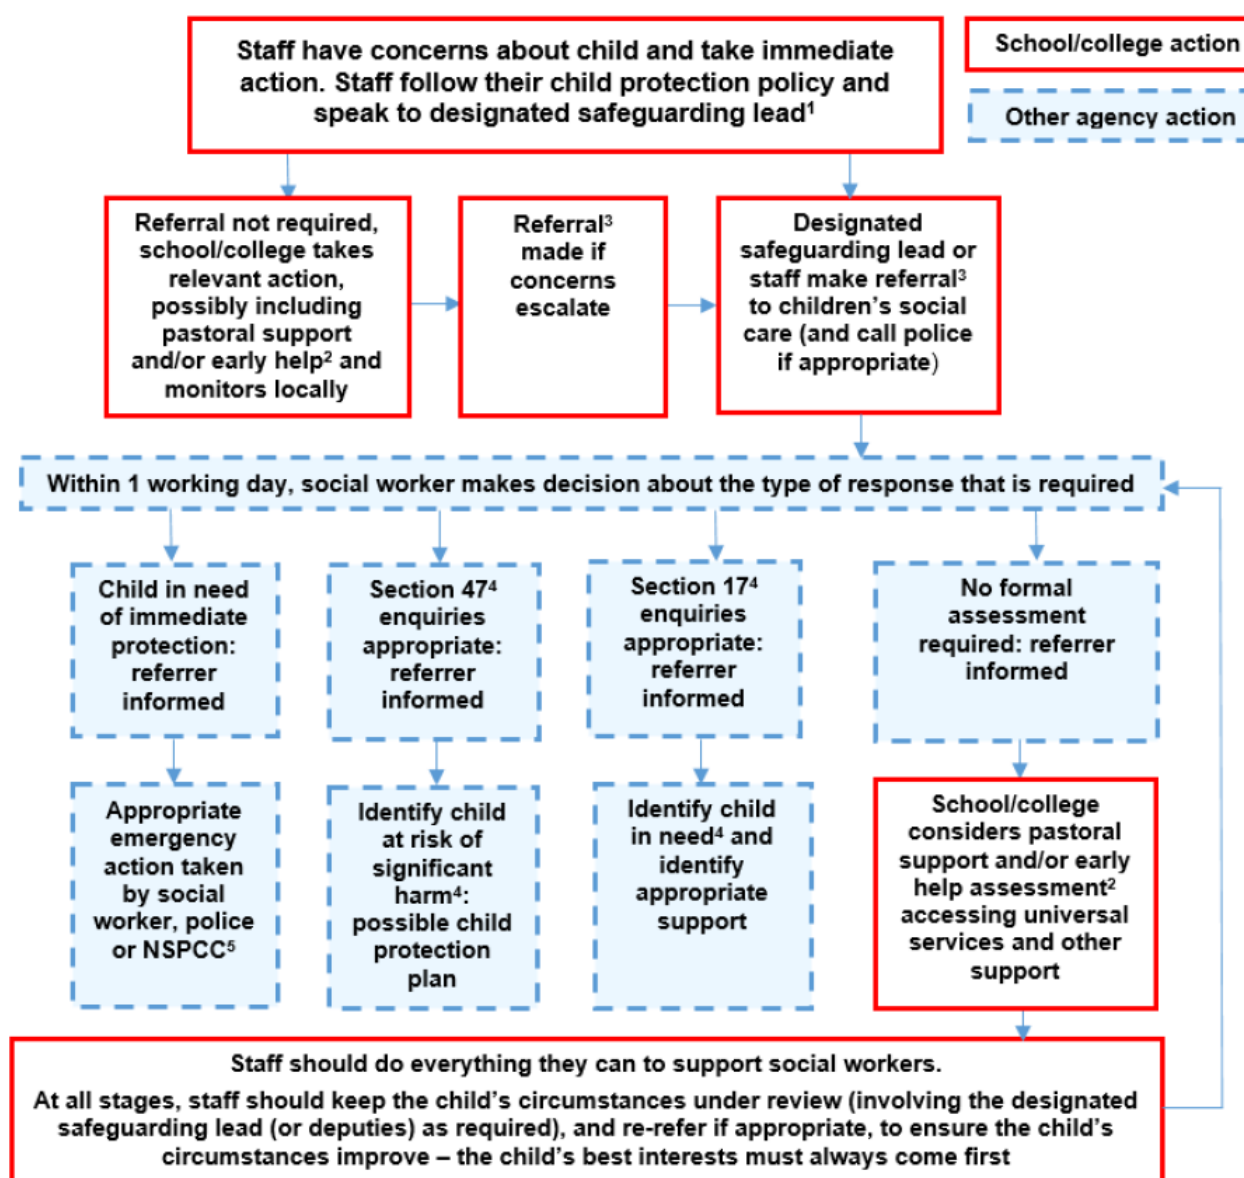 Staff have concerns about child and take immediate
action. Staff follow their child protection policy and
speak to designated safeguarding lead¹
School/college action
Other agency action
Referral not required,
school/college takes
relevant action,
possibly including
pastoral support
and/or early help² and
monitors locally
Referral³
made if
concerns
escalate
Designated
safeguarding lead or
staff make referral³
to children’s social
care (and call police
if appropriate)
Within 1 working day, social worker makes decision about the type of response that is required
Child in need
of immediate
protection:
referrer
informed
Section 47⁴
enquiries
appropriate:
referrer
informed
Section 17⁴
enquiries
appropriate:
referrer
informed
No formal
assessment
required: referrer
informed
Appropriate
emergency
action taken
by social
worker, police
or NSPCC⁵
Identify child
at risk of
significant
harm⁴:
possible child
protection
plan
Identify child
in need⁴ and
identify
appropriate
support
School/college
considers pastoral
support and/or early
help assessment²
accessing universal
services and other
support
Staff should do everything they can to support social workers.
At all stages, staff should keep the child’s circumstances under review (involving the designated
safeguarding lead (or deputies) as required), and re-refer if appropriate, to ensure the child’s
circumstances improve – the child’s best interests must always come first